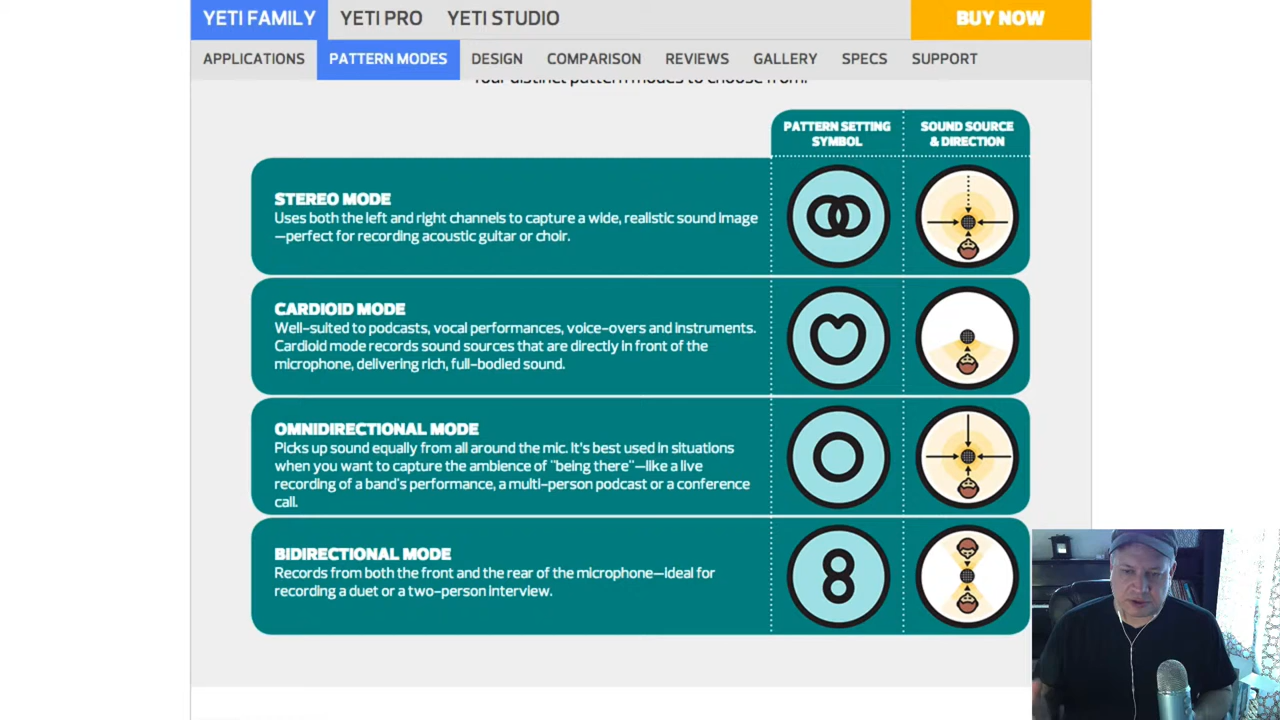 YETI FAMILY YETI PRO YETI STUDIO BUY NOW
APPLICATIONS PATTERN MODES DESIGN COMPARISON REVIEWS GALLERY SPECS SUPPORT
four distinct pattern modes to choose from.
PATTERN SETTING SYMBOL
SOUND SOURCE & DIRECTION
STEREO MODE
Uses both the left and right channels to capture a wide, realistic sound image
—perfect for recording acoustic guitar or choir.
CARDIOID MODE
Well-suited to podcasts, vocal performances, voice-overs and instruments.
Cardioid mode records sound sources that are directly in front of the
microphone, delivering rich, full-bodied sound.
OMNIDIRECTIONAL MODE
Picks up sound equally from all around the mic. It's best used in situations
when you want to capture the ambience of "being there"—like a live
recording of a band's performance, a multi-person podcast or a conference
call.
BIDIRECTIONAL MODE
Records from both the front and the rear of the microphone—ideal for
recording a duet or a two-person interview.